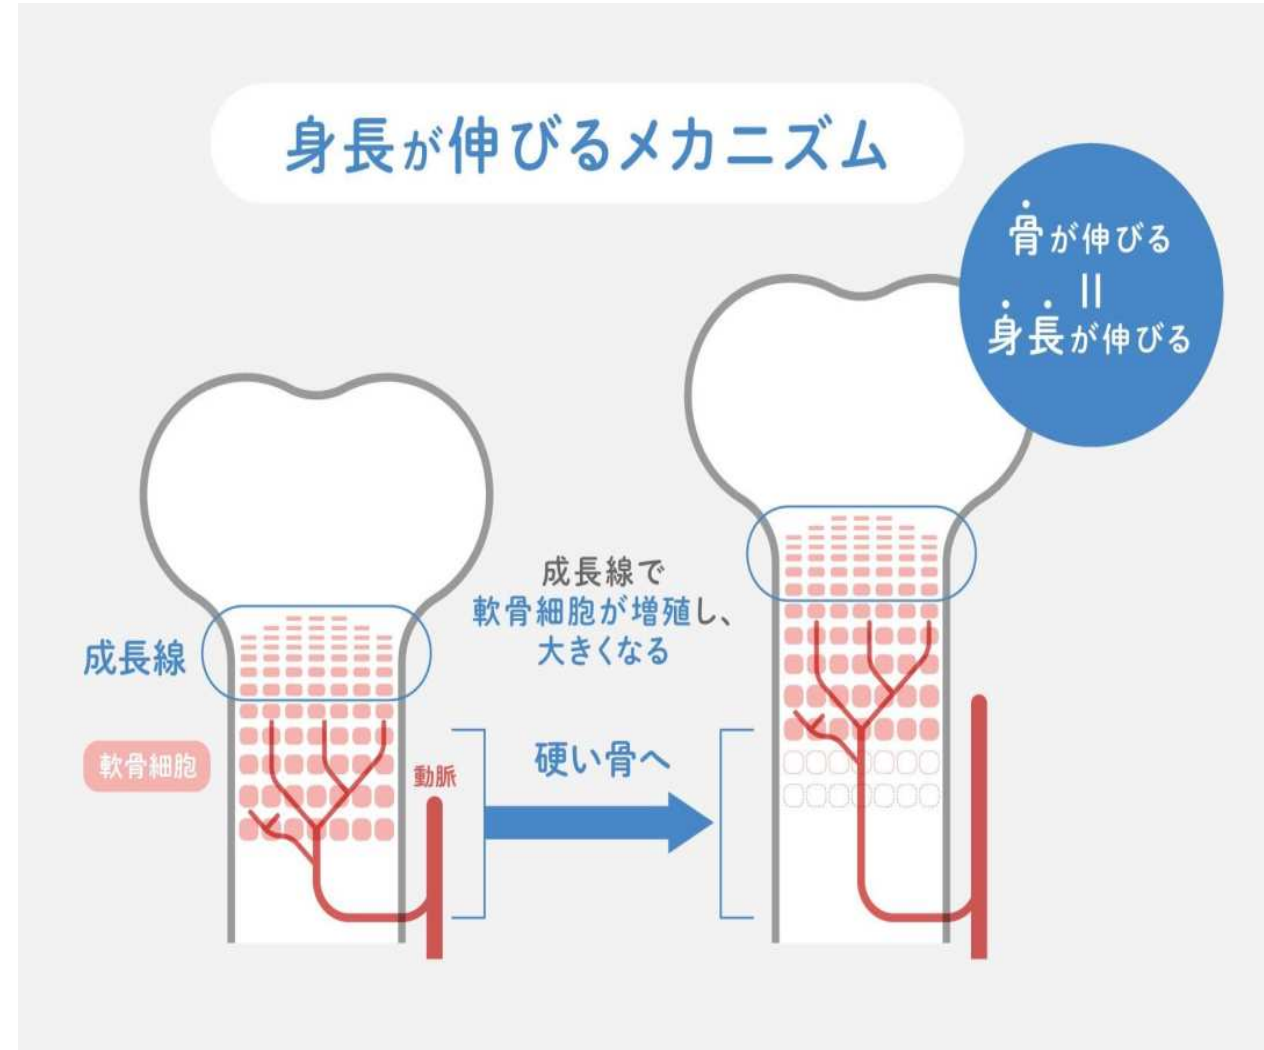 身長が伸びるメカニズム
骨が伸びる
=
身長が伸びる
成長線で
軟骨細胞が増殖し、
大きくなる
成長線
軟骨細胞
動脈
硬い骨へ